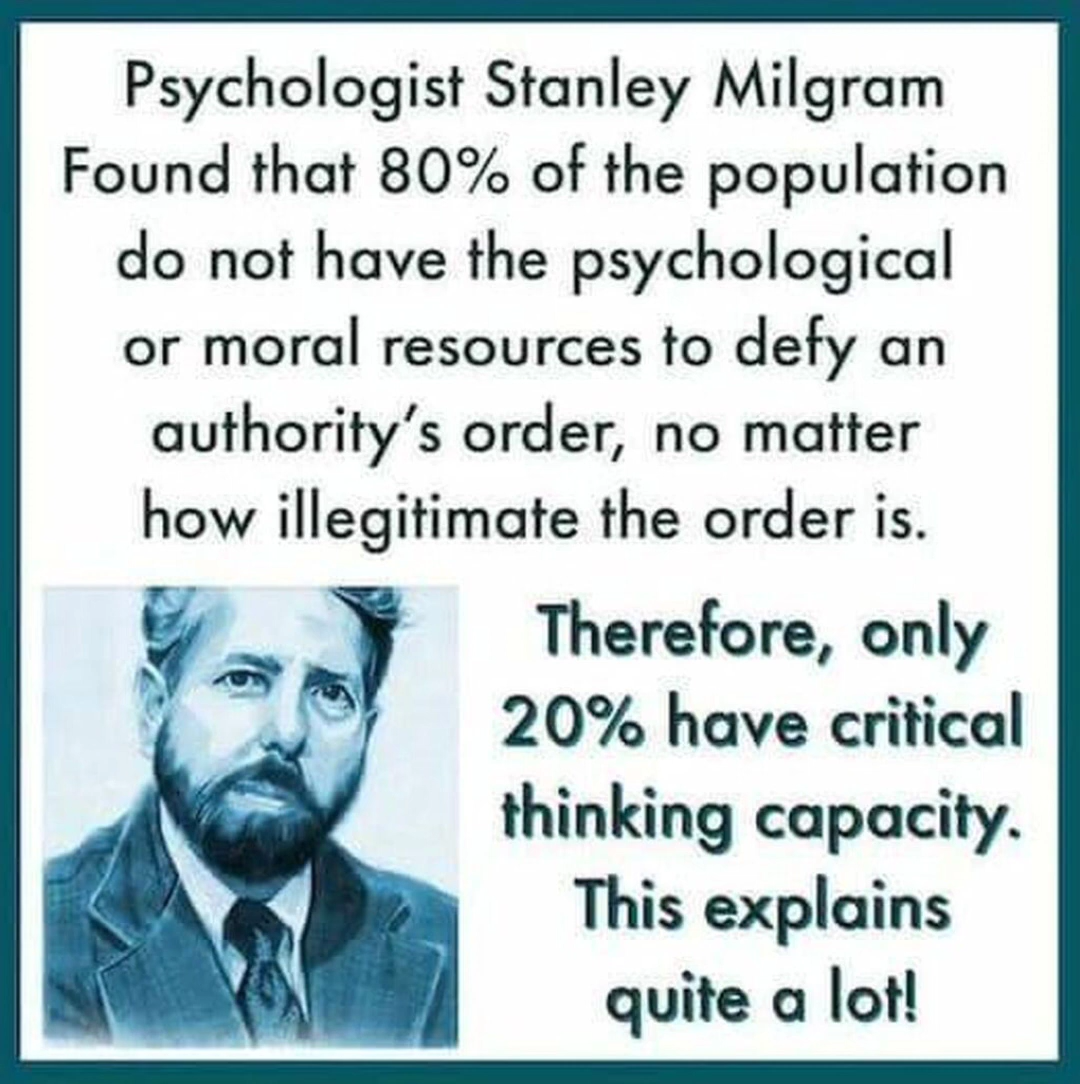 Psychologist Stanley Milgram
Found that 80% of the population
do not have the psychological
or moral resources to defy an
authority's order, no matter
how illegitimate the order is.
Therefore, only
20% have critical
thinking capacity.
This explains
quite a lot!